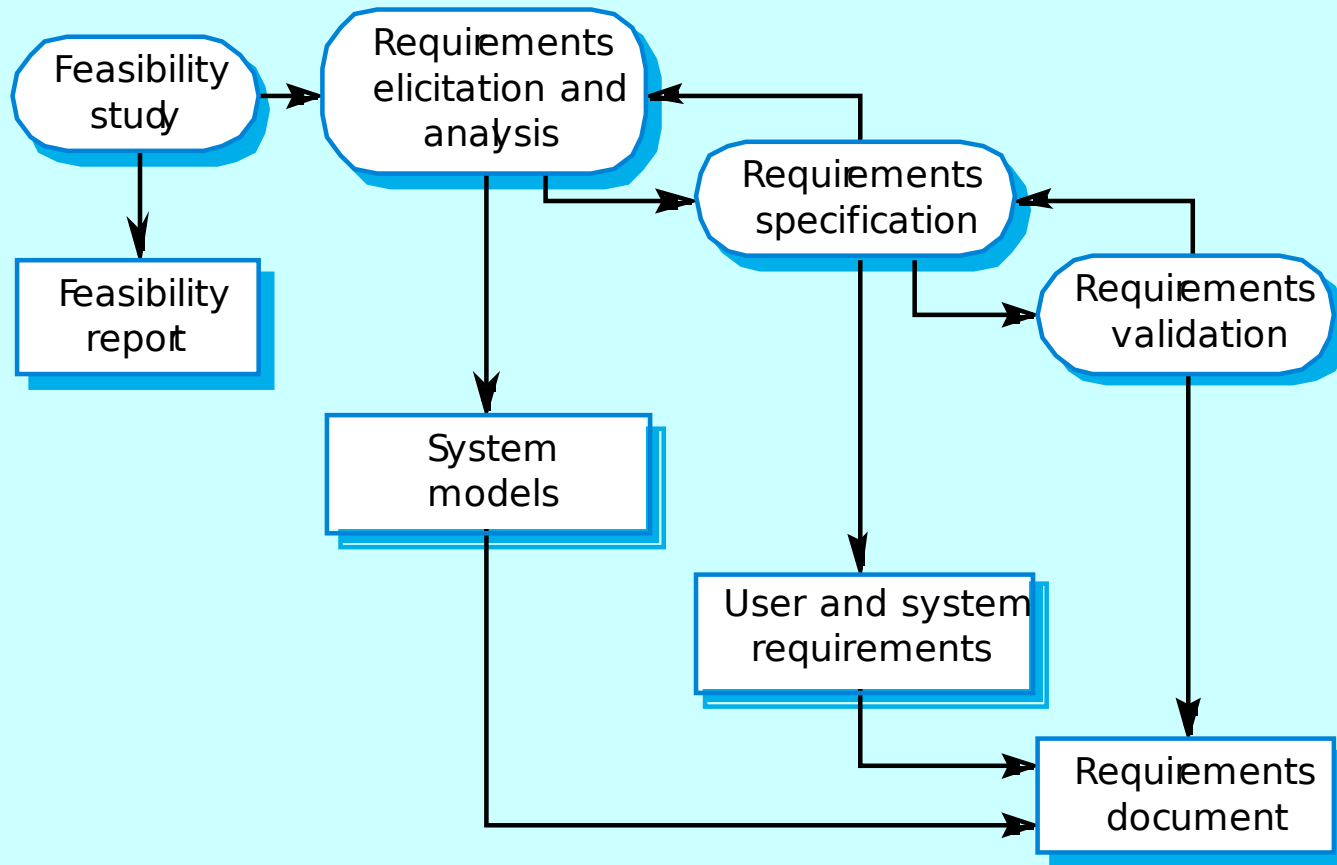 Feasibility
study
Requirements
elicitation and
analysis
Requirements
specification
Requirements
validation
Feasibility
report
System
models
User and system
requirements
Requirements
document